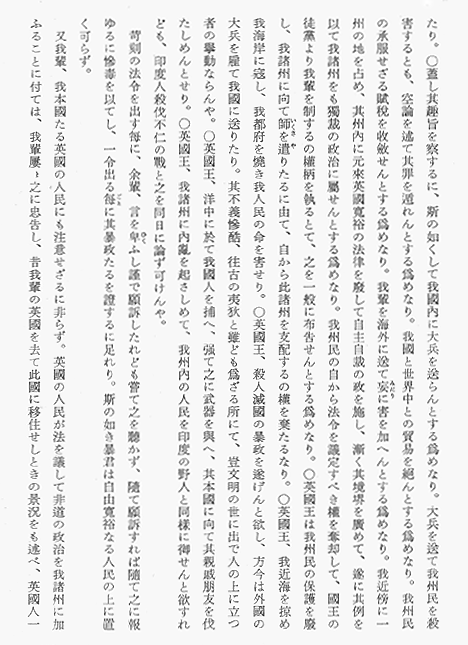 たり。〇蓋し其趣旨を察するに、斯の如くして我國內に大兵を送らんとする爲めなり。大兵を送て我州民を殺
害するとも、空論を述て其罪を遁れんとする爲めなり。我國と世界中との貿易を絕んとする爲めなり。我州民
の承服せざる賦稅を收斂せんとする爲めなり。我輩を海外に送て妄に害を加へんとする爲めなり。我近傍に一
州の地を占め、其州內に元來英國寬裕の法律を廢して自主自裁の政を施し、漸く其境堺を廣めて、遂に其例を
以て我諸州をも獨裁の政治に屬せんとする爲めなり。我州民の自から法令を議定すべき權を奪却して、國王の
徒黨より我輩を制するの權柄を執るとて、之を一般に布吿せんとする爲めなり。〇英國王は我州民の保護を廢
し、我諸州に向て師を遣りたるに由て、自から此諸州を支配するの權を棄たるなり。〇英國王、我近海を掠め
我海岸に寇し、我都府を燒き我人民の命を害せり。〇英國王、殺人滅國の暴政を遂げんと欲し、方今は外國の
大兵を雇て我國に送りたり。其不義慘酷、往古の夷狄と雖ども爲ざる所にて、豈文明の世に出で人の上に立つ
者の擧動ならんや。〇英國王、洋中に於て我國人を捕へ、强て之に武器を與へ、其本國に向て其親戚朋友を伐
たしめんとせり。〇英國王、我諸州に內亂を起さしめて、我州內の人民を印度の野人と同樣に御せんと欲すれ
ども、印度人殺伐不仁の戰と之を同日に論ず可けんや。
苛刻の法令を出す每に、余輩、言を卑ふし謹で願訴したれども嘗て之を聽かず、隨て願訴すれば隨て之に報
ゆるに慘毒を以てし、一令出る每に其暴政たるを證するに足れり。斯の如き暴君は自由寬裕なる人民の上に置
く可らず。
又我輩、我本國たる英國の人民にも注意せざるに非らず。英國の人民が法を議して非道の政治を我諸州に加
ふることに付ては、我輩屢〻之に忠吿し、昔我輩の英國を去て此國に移住せしときの景況をも述べ、英國人一